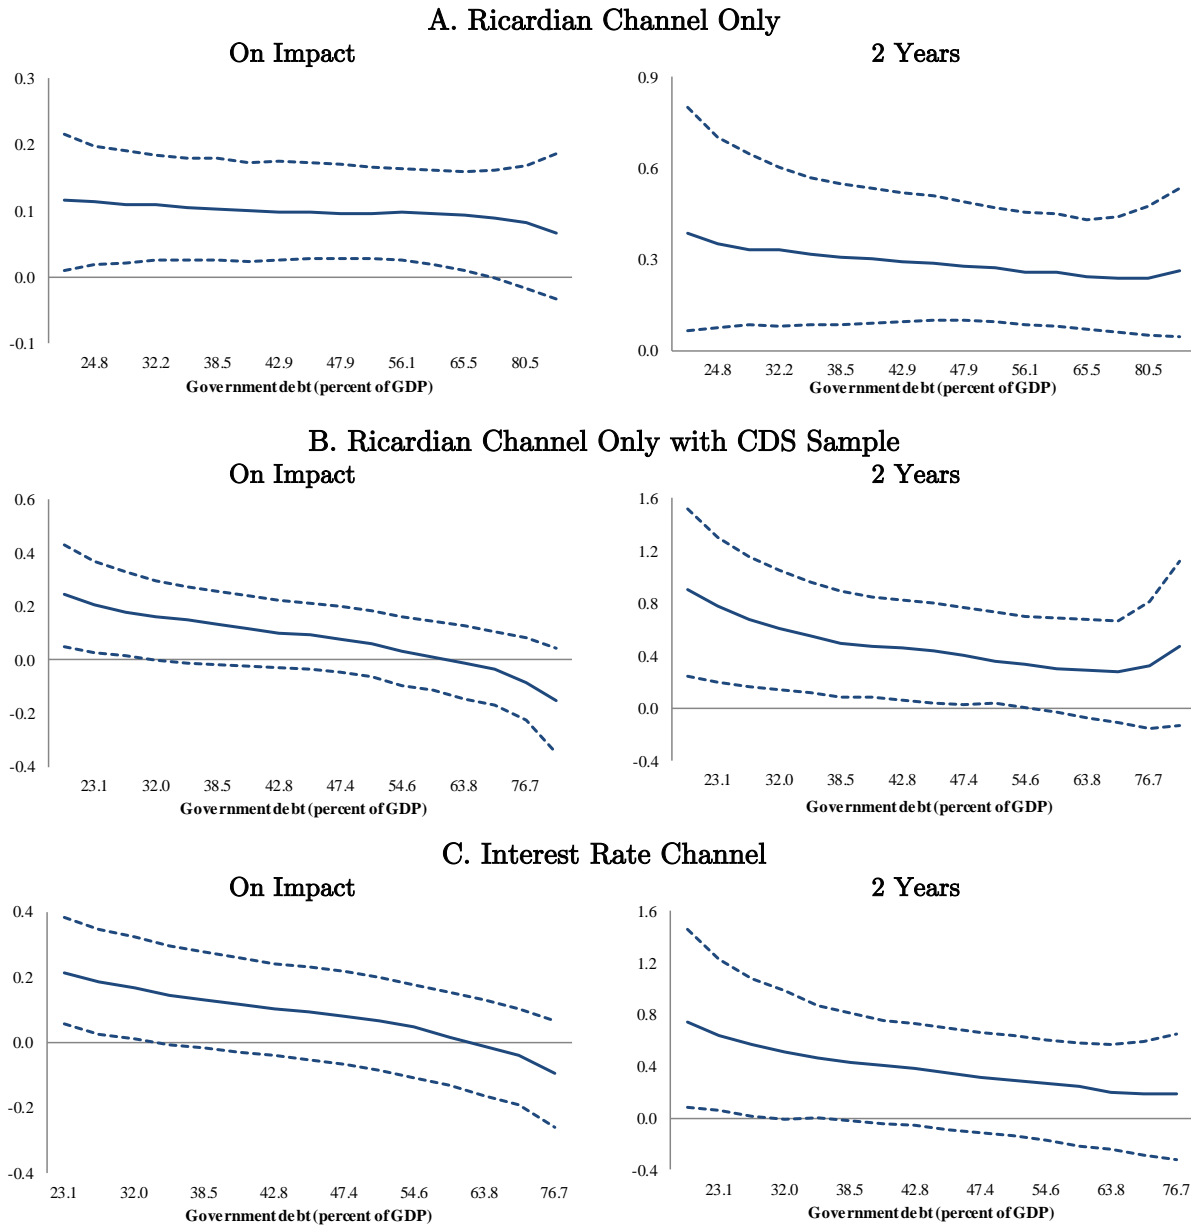 A. Ricardian Channel Only
On Impact
0.3
0.2
0.1
0.0
-0.1
24.8 32.2 38.5 42.9 47.9 56.1 65.5 80.5
Government debt (percent of GDP)
2 Years
0.9
0.6
0.3
0.0
24.8 32.2 38.5 42.9 47.9 56.1 65.5 80.5
Government debt (percent of GDP)
B. Ricardian Channel Only with CDS Sample
On Impact
0.6
0.4
0.2
0.0
-0.2
-0.4
23.1 32.0 38.5 42.8 47.4 54.6 63.8 76.7
Government debt (percent of GDP)
2 Years
1.6
1.2
0.8
0.4
0.0
-0.4
23.1 32.0 38.5 42.8 47.4 54.6 63.8 76.7
Government debt (percent of GDP)
C. Interest Rate Channel
On Impact
0.4
0.2
0.0
-0.2
-0.4
23.1 32.0 38.5 42.8 47.4 54.6 63.8 76.7
Government debt (percent of GDP)
2 Years
1.6
1.2
0.8
0.4
0.0
-0.4
23.1 32.0 38.5 42.8 47.4 54.6 63.8 76.7
Government debt (percent of GDP)